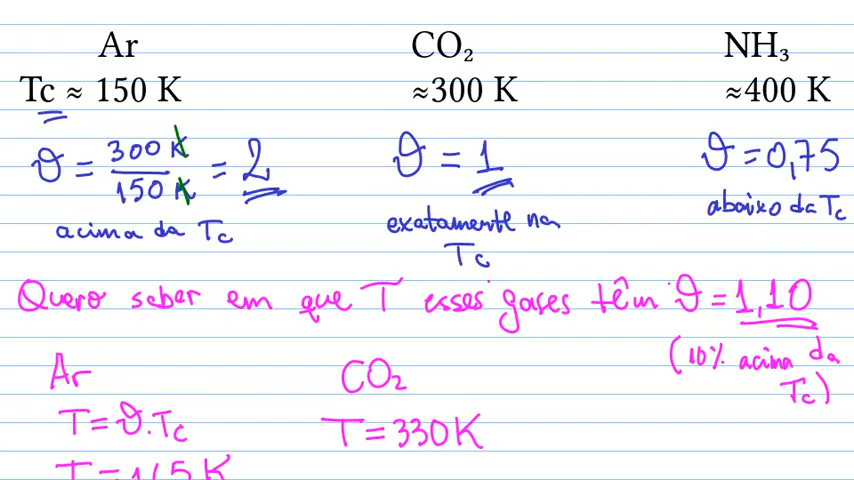 Ar CO₂ NH₃
Tc ≈ 150 K ≈300 K ≈400 K
ϑ = 300 K / 150 K = 2 ϑ = 1 ϑ = 0,75
acima da Tc exatamente na Tc abaixo da Tc
Quero saber em que T esses gases têm ϑ = 1,10
(10% acima da Tc)
Ar CO₂
T = ϑ . Tc T = 330 K
T = 165 K